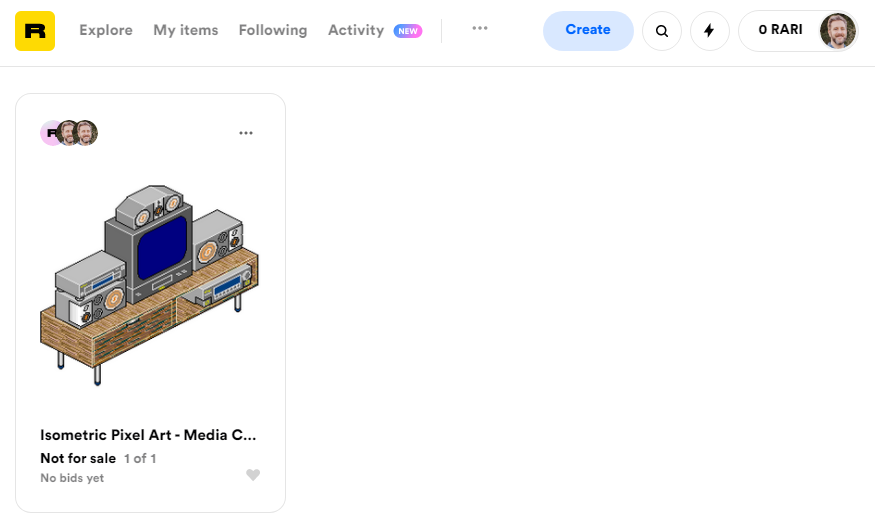 R Explore My items Following Activity NEW ... Create 0 RARI
R ...
Isometric Pixel Art - Media C...
Not for sale 1 of 1
No bids yet